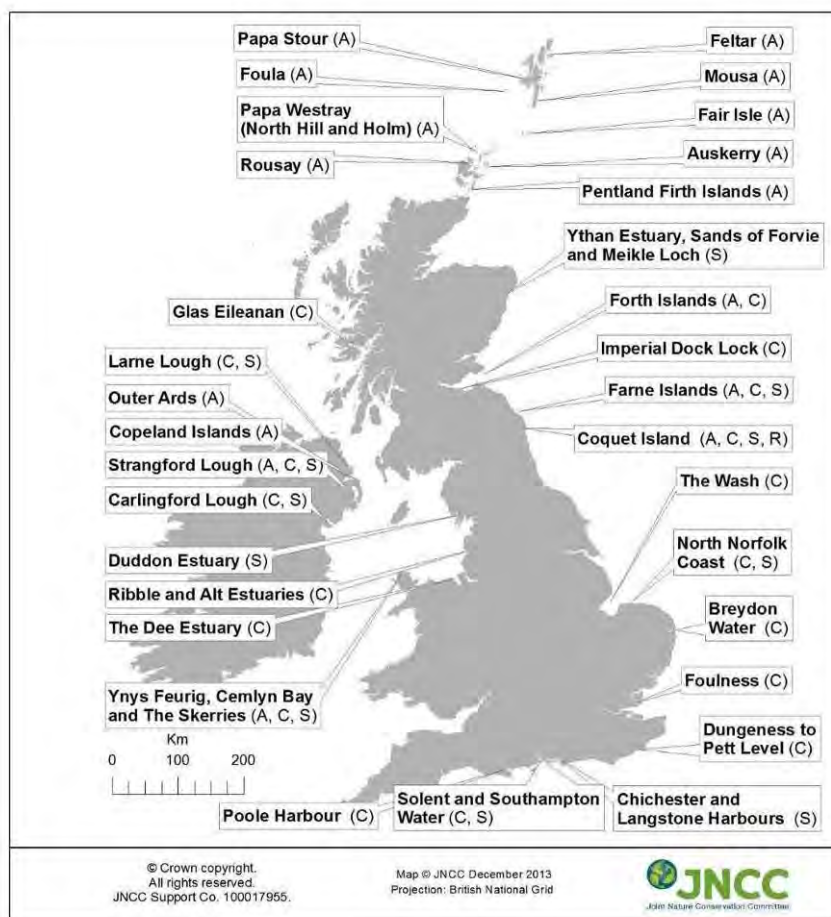 Papa Stour (A)
Feltar (A)
Foula (A)
Mousa (A)
Papa Westray
(North Hill and Holm) (A)
Fair Isle (A)
Rousay (A)
Auskerry (A)
Pentland Firth Islands (A)
Ythan Estuary, Sands of Forvie
and Meikle Loch (S)
Glas Eileanan (C)
Forth Islands (A, C)
Larne Lough (C, S)
Imperial Dock Lock (C)
Outer Ards (A)
Farne Islands (A, C, S)
Copeland Islands (A)
Coquet Island (A, C, S, R)
Strangford Lough (A, C, S)
Carlingford Lough (C, S)
The Wash (C)
Duddon Estuary (S)
North Norfolk
Coast (C, S)
Ribble and Alt Estuaries (C)
Breydon
Water (C)
The Dee Estuary (C)
Foulness (C)
Ynys Feurig, Cemlyn Bay
and The Skerries (A, C, S)
Dungeness to
Pett Level (C)
Km
0 100 200
Poole Harbour (C)
Solent and Southampton
Water (C, S)
Chichester and
Langstone Harbours (S)
© Crown copyright.
All rights reserved.
JNCC Support Co. 100017955.
Map © JNCC December 2013
Projection: British National Grid
JNCC
Joint Nature Conservation Committee